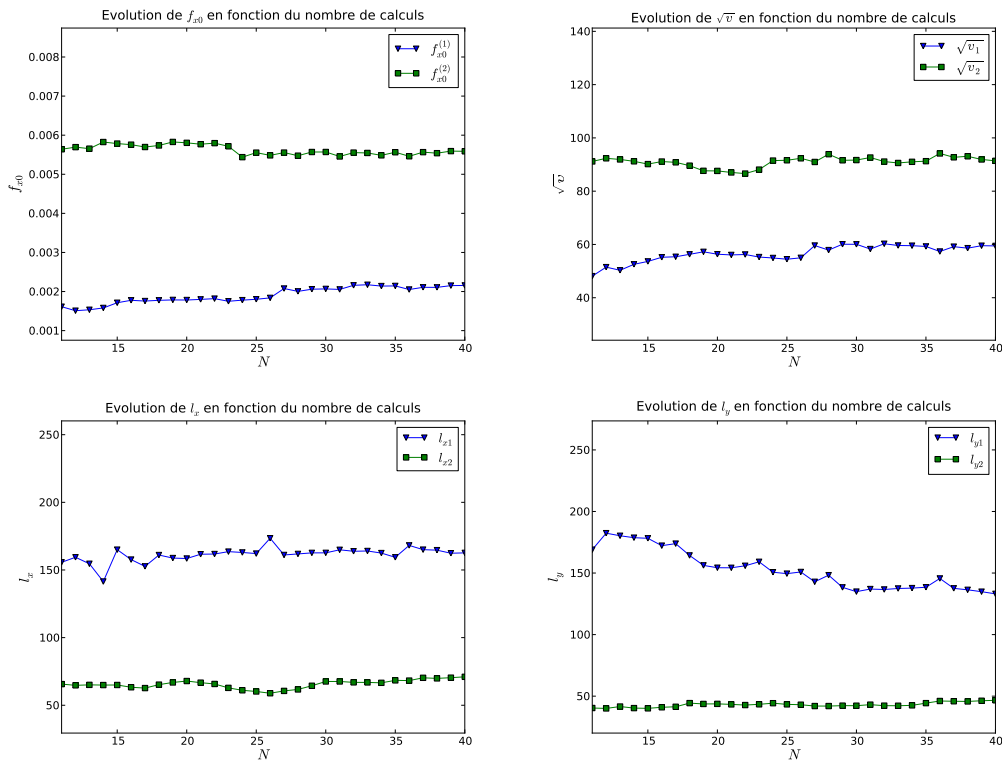 Evolution de f_{x0} en fonction du nombre de calculs
f_{x0}^{(1)}
f_{x0}^{(2)}
0.008
0.007
0.006
0.005
0.004
0.003
0.002
0.001
f_{x0}
15 20 25 30 35 40
N
Evolution de √v en fonction du nombre de calculs
√v_1
√v_2
140
120
100
80
60
40
√v
15 20 25 30 35 40
N
Evolution de l_x en fonction du nombre de calculs
l_{x1}
l_{x2}
250
200
150
100
50
l_x
15 20 25 30 35 40
N
Evolution de l_y en fonction du nombre de calculs
l_{y1}
l_{y2}
250
200
150
100
50
l_y
15 20 25 30 35 40
N